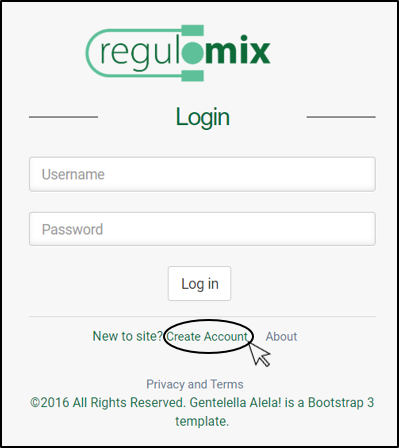 regulomix
Login
Username
Password
Log in
New to site? Create Account About
Privacy and Terms
©2016 All Rights Reserved. Gentelella Alela! is a Bootstrap 3
template.